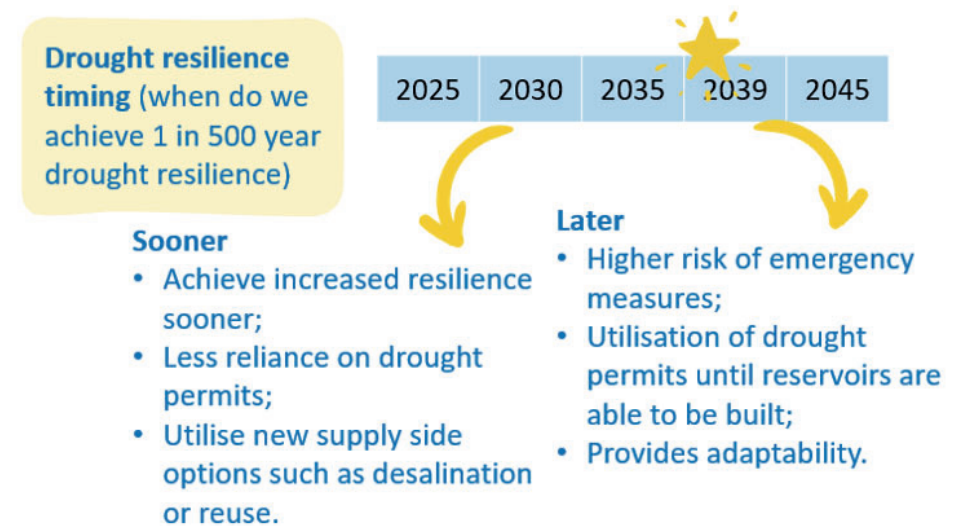 Drought resilience
timing (when do we
achieve 1 in 500 year
drought resilience)
2025 2030 2035 2039 2045
Sooner
• Achieve increased resilience
sooner;
• Less reliance on drought
permits;
• Utilise new supply side
options such as desalination
or reuse.
Later
• Higher risk of emergency
measures;
• Utilisation of drought
permits until reservoirs are
able to be built;
• Provides adaptability.